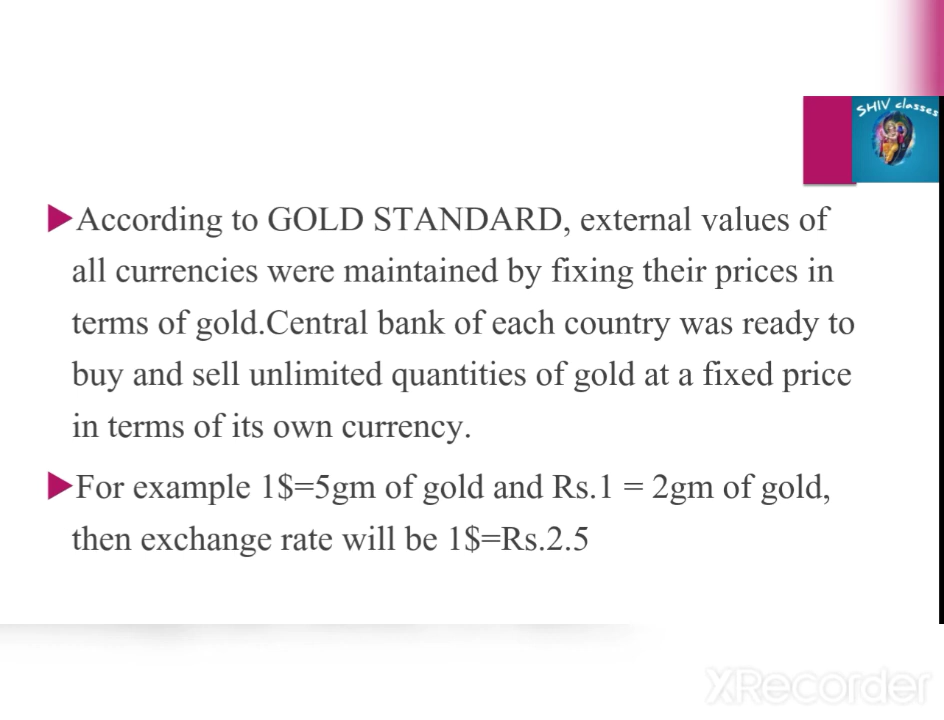 SHIV classes
▶According to GOLD STANDARD, external values of
all currencies were maintained by fixing their prices in
terms of gold.Central bank of each country was ready to
buy and sell unlimited quantities of gold at a fixed price
in terms of its own currency.
▶For example 1$=5gm of gold and Rs.1 = 2gm of gold,
then exchange rate will be 1$=Rs.2.5
XRecorder